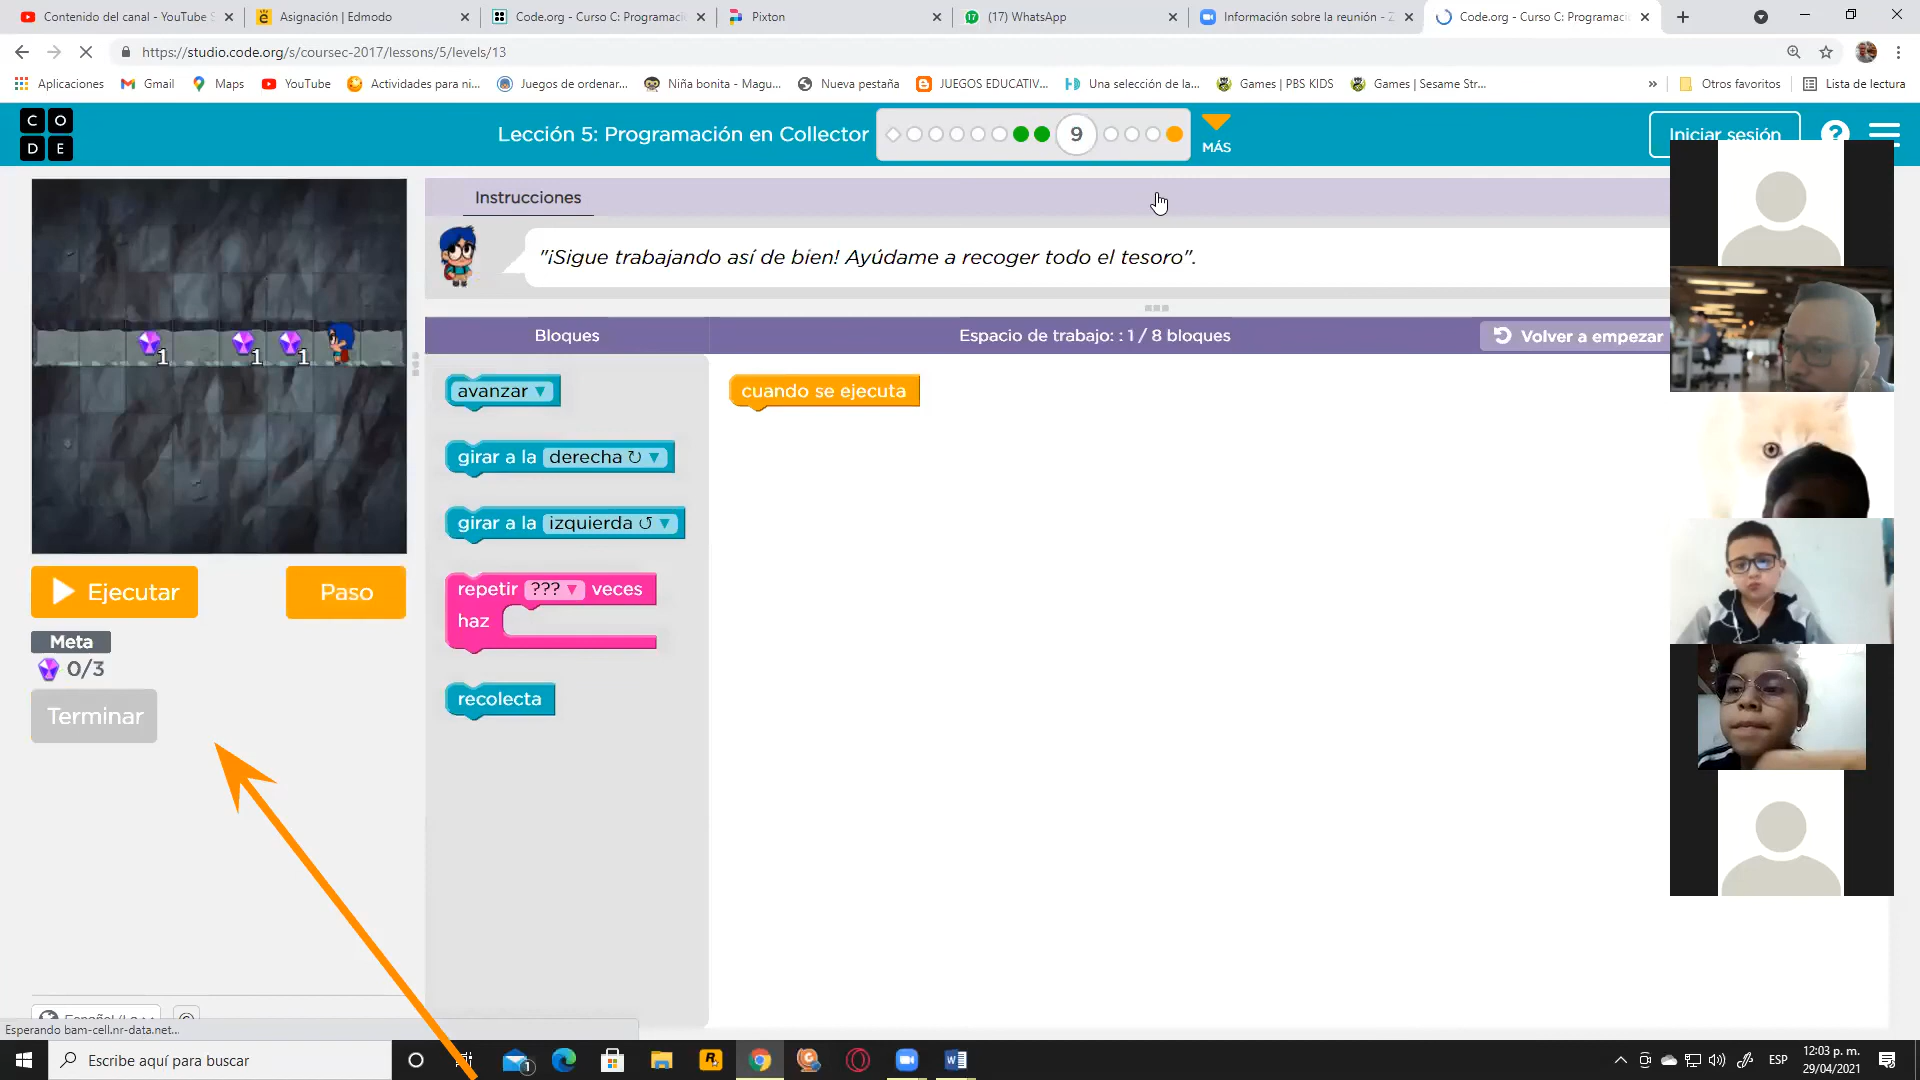 Contenido del canal - YouTube S
Asignación | Edmodo
Code.org - Curso C: Programaci
Pixton
(17) WhatsApp
Información sobre la reunión - Z
Code.org - Curso C: Programaci
https://studio.code.org/s/coursec-2017/lessons/5/levels/13
Aplicaciones
Gmail
Maps
YouTube
Actividades para ni...
Juegos de ordenar...
Niña bonita - Magu...
Nueva pestaña
JUEGOS EDUCATIV...
Una selección de la...
Games | PBS KIDS
Games | Sesame Str...
»
Otros favoritos
Lista de lectura
C O
D E
Lección 5: Programación en Collector
9
MÁS
Iniciar sesión
?
Instrucciones
"¡Sigue trabajando así de bien! Ayúdame a recoger todo el tesoro".
Bloques
Espacio de trabajo: : 1 / 8 bloques
Volver a empezar
1
1
1
avanzar
girar a la derecha ↻
girar a la izquierda ↺
repetir ??? veces
haz
recolecta
cuando se ejecuta
Ejecutar
Paso
Meta
0/3
Terminar
Esperando bam-cell.nr-data.net...
Escribe aquí para buscar
1
ESP
12:03 p. m.
29/04/2021